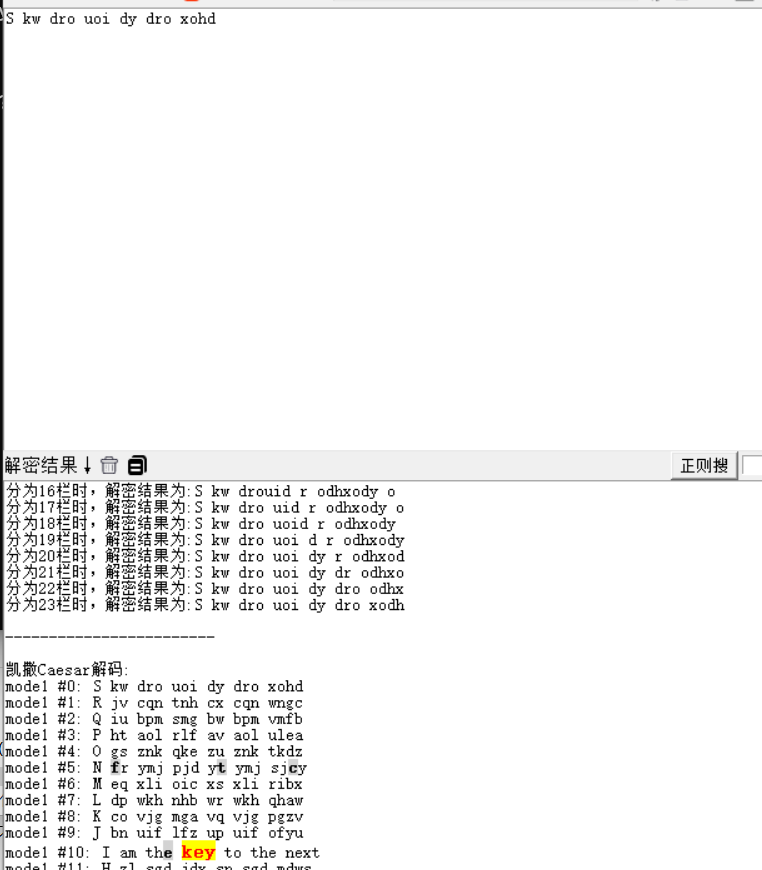 S kw dro uoi dy dro xohd
解密结果↓ 正则搜
分为16栏时，解密结果为:S kw drouid r odhxody o
分为17栏时，解密结果为:S kw dro uid r odhxody o
分为18栏时，解密结果为:S kw dro uoid r odhxody
分为19栏时，解密结果为:S kw dro uoi d r odhxody
分为20栏时，解密结果为:S kw dro uoi dy r odhxod
分为21栏时，解密结果为:S kw dro uoi dy dr odhxo
分为22栏时，解密结果为:S kw dro uoi dy dro odhx
分为23栏时，解密结果为:S kw dro uoi dy dro xodh
------------------------
凯撒Caesar解码:
mode1 #0: S kw dro uoi dy dro xohd
mode1 #1: R jv cqn tnh cx cqn wngc
mode1 #2: Q iu bpm smg bw bpm vmfb
mode1 #3: P ht aol rlf av aol ulea
mode1 #4: O gs znk qke zu znk tkdz
mode1 #5: N fr ymj pjd yt ymj sjcy
mode1 #6: M eq xli oic xs xli ribx
mode1 #7: L dp wkh nhb wr wkh qhaw
mode1 #8: K co vjg mga vq vjg pgzv
mode1 #9: J bn uif lfz up uif ofyu
mode1 #10: I am the key to the next
mode1 #11: H zl sgd jdx sn sgd mdws